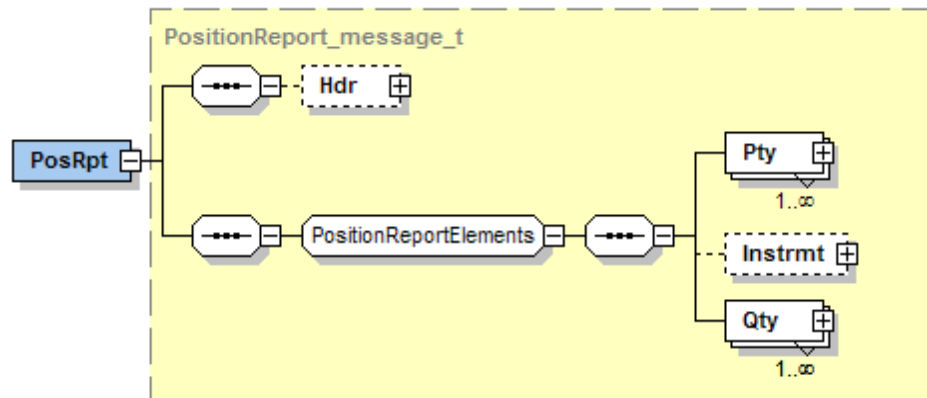 PositionReport_message_t
Hdr
PosRpt
Pty
1..∞
PositionReportElements
Instrmt
Qty
1..∞